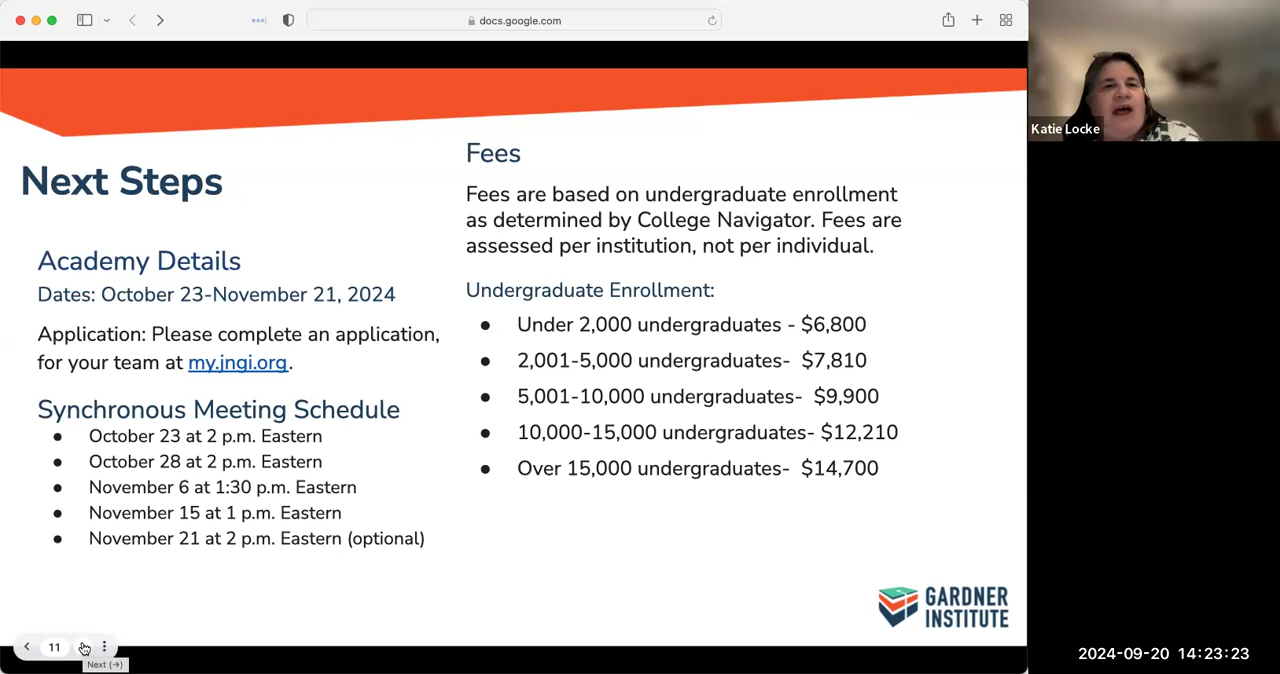 docs.google.com
Next Steps
Academy Details
Dates: October 23-November 21, 2024
Application: Please complete an application,
for your team at my.jngi.org.
Synchronous Meeting Schedule
● October 23 at 2 p.m. Eastern
● October 28 at 2 p.m. Eastern
● November 6 at 1:30 p.m. Eastern
● November 15 at 1 p.m. Eastern
● November 21 at 2 p.m. Eastern (optional)
Fees
Fees are based on undergraduate enrollment
as determined by College Navigator. Fees are
assessed per institution, not per individual.
Undergraduate Enrollment:
● Under 2,000 undergraduates - $6,800
● 2,001-5,000 undergraduates- $7,810
● 5,001-10,000 undergraduates- $9,900
● 10,000-15,000 undergraduates- $12,210
● Over 15,000 undergraduates- $14,700
GARDNER
INSTITUTE
11
Next (→)
Katie Locke
2024-09-20 14:23:23